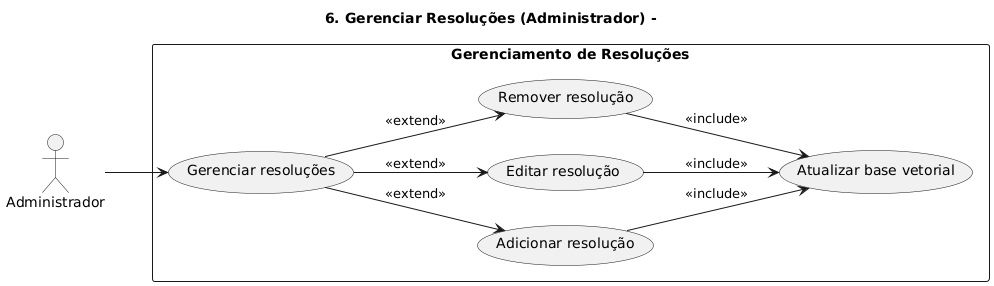 6. Gerenciar Resoluções (Administrador) -
Gerenciamento de Resoluções
Remover resolução
«extend»
«include»
Gerenciar resoluções
«extend»
Editar resolução
«include»
Atualizar base vetorial
«extend»
«include»
Administrador
Adicionar resolução